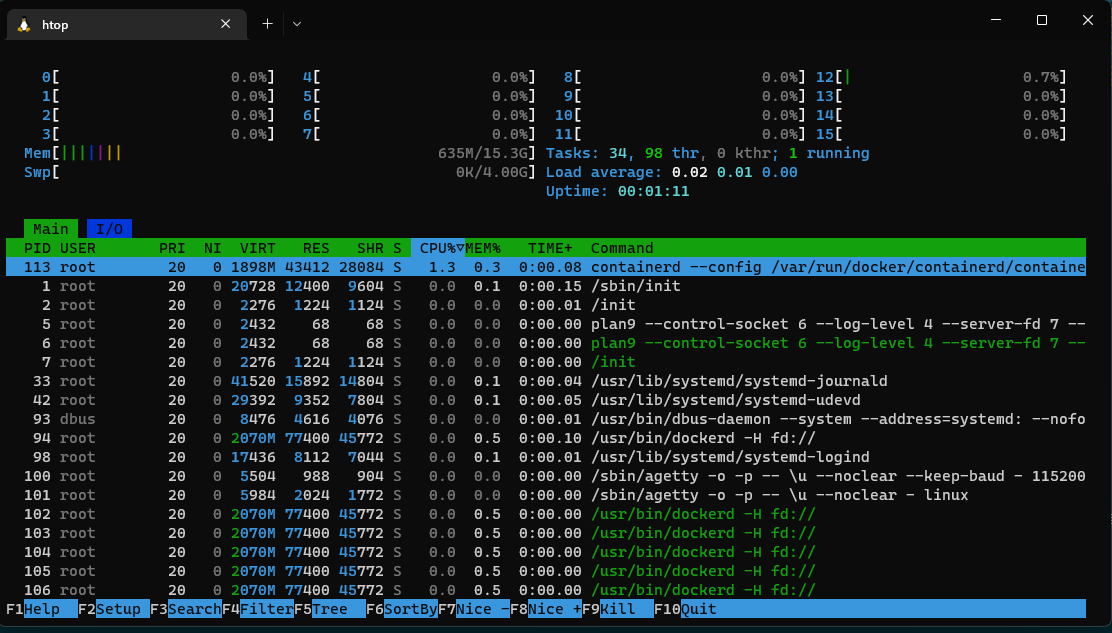 htop
0[ 0.0%] 4[ 0.0%] 8[ 0.0%] 12[| 0.7%]
1[ 0.0%] 5[ 0.0%] 9[ 0.0%] 13[ 0.0%]
2[ 0.0%] 6[ 0.0%] 10[ 0.0%] 14[ 0.0%]
3[ 0.0%] 7[ 0.0%] 11[ 0.0%] 15[ 0.0%]
Mem[||||||| 635M/15.3G] Tasks: 34, 98 thr, 0 kthr; 1 running
Swp[ 0K/4.00G] Load average: 0.02 0.01 0.00
Uptime: 00:01:11
Main I/O
PID USER PRI NI VIRT RES SHR S CPU%▽MEM% TIME+ Command
113 root 20 0 1898M 43412 28084 S 1.3 0.3 0:00.08 containerd --config /var/run/docker/containerd/containe
1 root 20 0 20728 12400 9604 S 0.0 0.1 0:00.15 /sbin/init
2 root 20 0 2276 1224 1124 S 0.0 0.0 0:00.01 /init
5 root 20 0 2432 68 68 S 0.0 0.0 0:00.00 plan9 --control-socket 6 --log-level 4 --server-fd 7 --
6 root 20 0 2432 68 68 S 0.0 0.0 0:00.00 plan9 --control-socket 6 --log-level 4 --server-fd 7 --
7 root 20 0 2276 1224 1124 S 0.0 0.0 0:00.00 /init
33 root 20 0 41520 15892 14804 S 0.0 0.1 0:00.04 /usr/lib/systemd/systemd-journald
42 root 20 0 29392 9352 7804 S 0.0 0.1 0:00.05 /usr/lib/systemd/systemd-udevd
93 dbus 20 0 8476 4616 4076 S 0.0 0.0 0:00.01 /usr/bin/dbus-daemon --system --address=systemd: --nofo
94 root 20 0 2070M 77400 45772 S 0.0 0.5 0:00.10 /usr/bin/dockerd -H fd://
98 root 20 0 17436 8112 7044 S 0.0 0.1 0:00.01 /usr/lib/systemd/systemd-logind
100 root 20 0 5504 988 904 S 0.0 0.0 0:00.00 /sbin/agetty -o -p -- \u --noclear --keep-baud - 115200
101 root 20 0 5984 2024 1772 S 0.0 0.0 0:00.00 /sbin/agetty -o -p -- \u --noclear - linux
102 root 20 0 2070M 77400 45772 S 0.0 0.5 0:00.00 /usr/bin/dockerd -H fd://
103 root 20 0 2070M 77400 45772 S 0.0 0.5 0:00.00 /usr/bin/dockerd -H fd://
104 root 20 0 2070M 77400 45772 S 0.0 0.5 0:00.00 /usr/bin/dockerd -H fd://
105 root 20 0 2070M 77400 45772 S 0.0 0.5 0:00.00 /usr/bin/dockerd -H fd://
106 root 20 0 2070M 77400 45772 S 0.0 0.5 0:00.00 /usr/bin/dockerd -H fd://
F1Help F2Setup F3SearchF4FilterF5Tree F6SortByF7Nice -F8Nice +F9Kill F10Quit